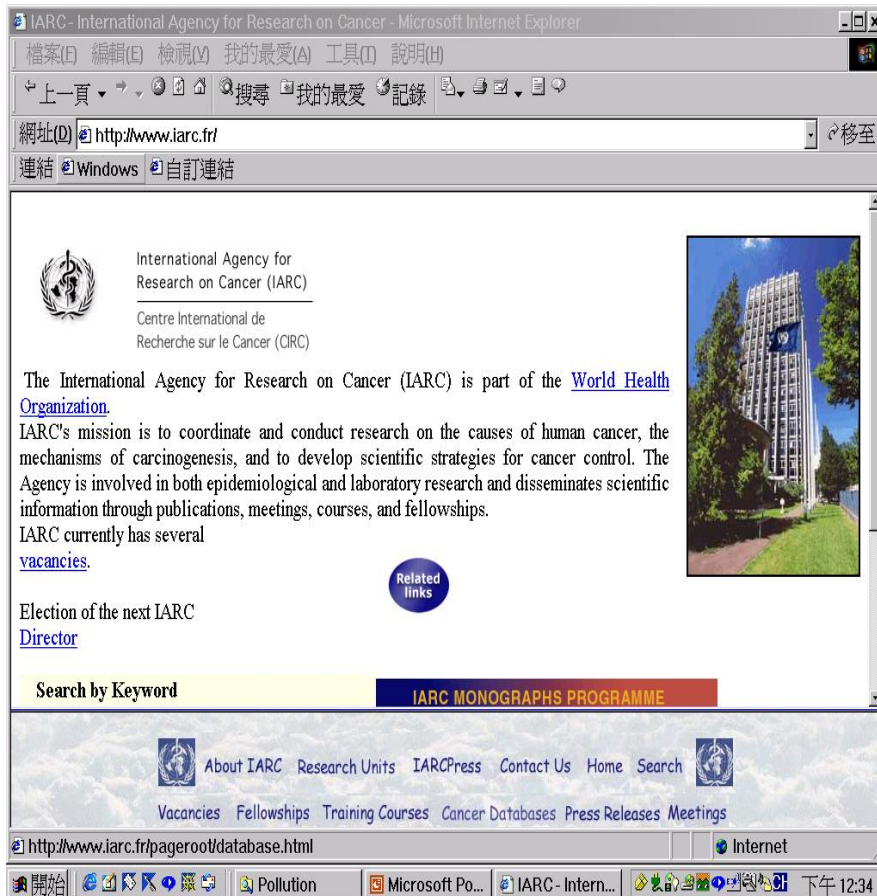 IARC - International Agency for Research on Cancer - Microsoft Internet Explorer
檔案(F) 編輯(E) 檢視(V) 我的最愛(A) 工具(T) 說明(H)
上一頁 搜尋 我的最愛 記錄
網址(D) http://www.iarc.fr/ 移至
連結 Windows 自訂連結
International Agency for
Research on Cancer (IARC)
Centre International de
Recherche sur le Cancer (CIRC)
The International Agency for Research on Cancer (IARC) is part of the World Health
Organization.
IARC's mission is to coordinate and conduct research on the causes of human cancer, the
mechanisms of carcinogenesis, and to develop scientific strategies for cancer control. The
Agency is involved in both epidemiological and laboratory research and disseminates scientific
information through publications, meetings, courses, and fellowships.
IARC currently has several
vacancies.
Related
links
Election of the next IARC
Director
Search by Keyword
IARC MONOGRAPHS PROGRAMME
About IARC Research Units IARCPress Contact Us Home Search
Vacancies Fellowships Training Courses Cancer Databases Press Releases Meetings
http://www.iarc.fr/pageroot/database.html Internet
開始 Pollution Microsoft Po... IARC - Intern... CH 下午 12:34